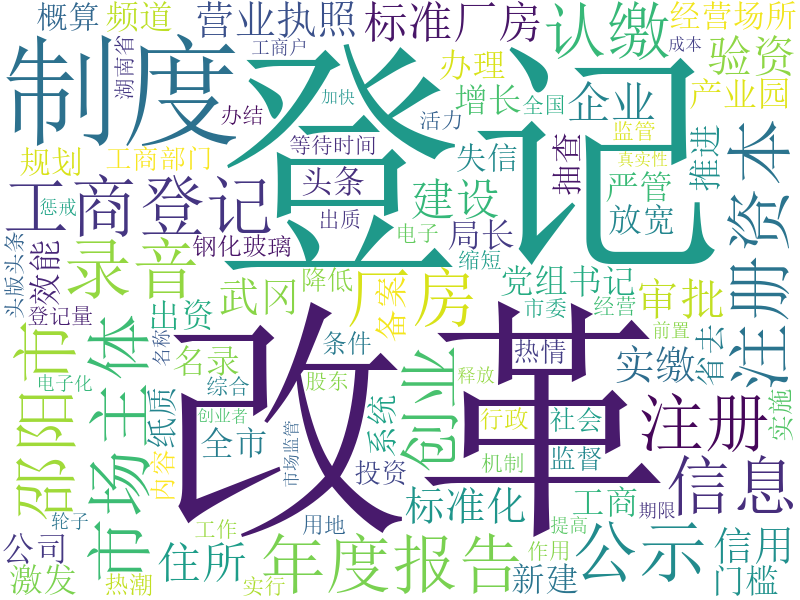 概算
频道
营业执照
标准厂房
认缴
经营场所
湖南省
工商户
成本
验资
制度
登记
办理
办结
加快
增长
全国
企业
产业园
活力
监管
规划
工商部门
等待时间
失信
抽查
真实性
推进
惩戒
工商登记
头条
建设
严管
放宽
注册资本
出质
电子
局长
头版头条
效能
录音
钢化玻璃
缩短
降低
厂房
党组书记
审批
登记量
武冈
出资
备案
市委
经营
省去
邵阳市
市场主体
名称
名录
条件
改革
创业
热情
实缴
前置
电子化
纸质
综合
股东
释放
注册
实施
创业者
全市
市场监管
系统
行政
社会
内容
投资
机制
监督
信息
轮子
工作
用地
标准化
工商
期限
公司
住所
年度报告
提高
公示
信用
激发
热潮
实行
新建
作用
门槛